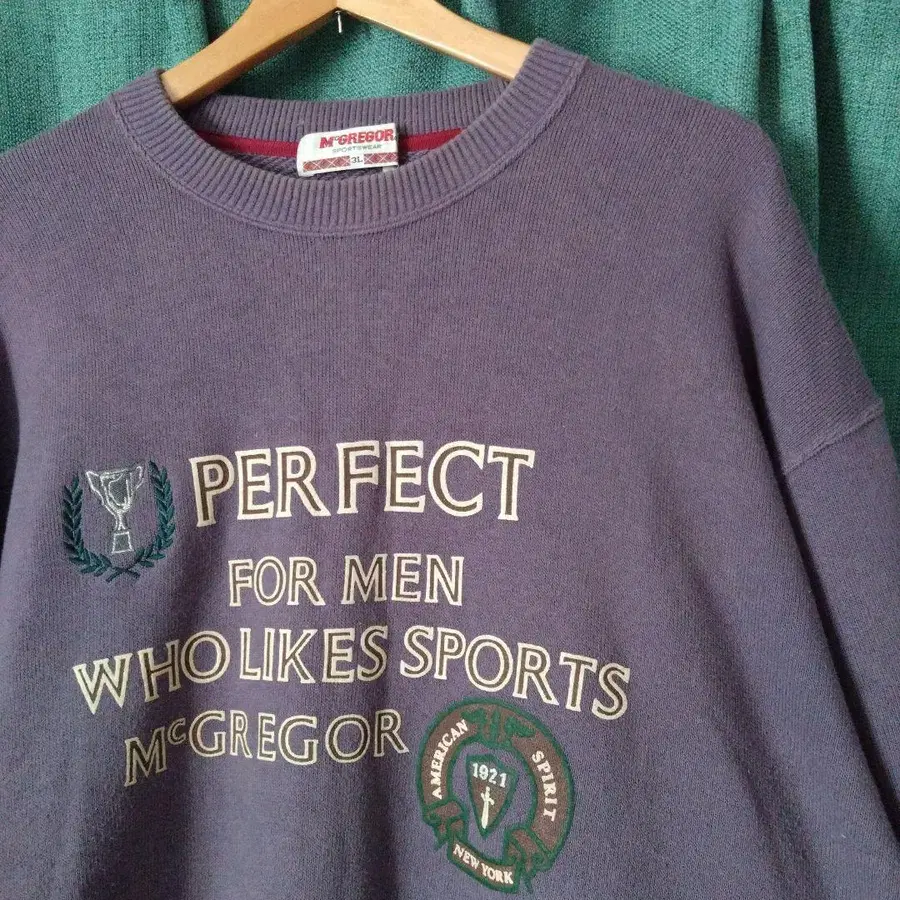 McGREGOR
SPORTSWEAR
3L
PERFECT
FOR MEN
WHO LIKES SPORTS
McGREGOR
AMERICAN SPIRIT
1921
NEW YORK